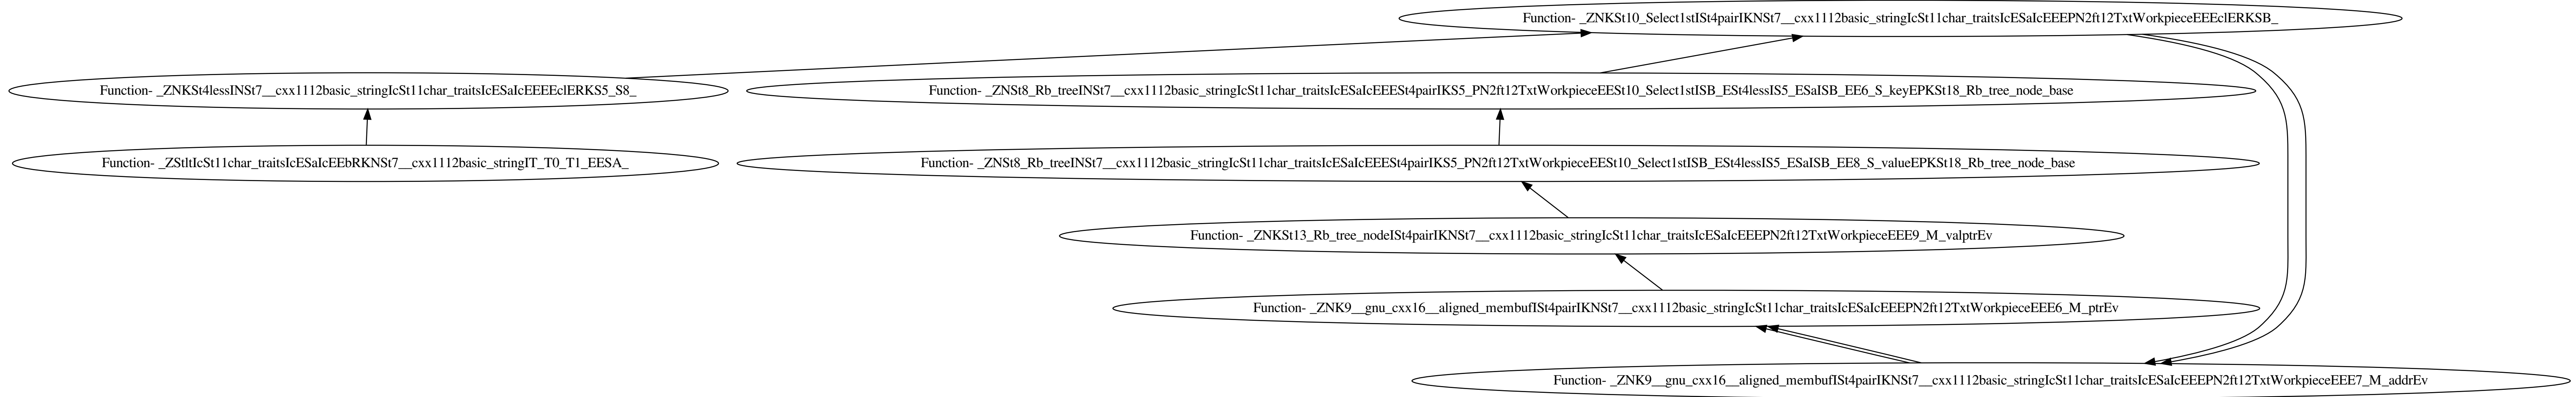 Function- _ZNKSt10_Select1stISt4pairIKNSt7__cxx1112basic_stringIcSt11char_traitsIcESaIcEEEPN2ft12TxtWorkpieceEEEclERKSB_
Function- _ZNKSt4lessINSt7__cxx1112basic_stringIcSt11char_traitsIcESaIcEEEEclERKS5_S8_
Function- _ZNSt8_Rb_treeINSt7__cxx1112basic_stringIcSt11char_traitsIcESaIcEEESt4pairIKS5_PN2ft12TxtWorkpieceEESt10_Select1stISB_ESt4lessIS5_ESaISB_EE6_S_keyEPKSt18_Rb_tree_node_base
Function- _ZStltIcSt11char_traitsIcESaIcEEbRKNSt7__cxx1112basic_stringIT_T0_T1_EESA_
Function- _ZNSt8_Rb_treeINSt7__cxx1112basic_stringIcSt11char_traitsIcESaIcEEESt4pairIKS5_PN2ft12TxtWorkpieceEESt10_Select1stISB_ESt4lessIS5_ESaISB_EE8_S_valueEPKSt18_Rb_tree_node_base
Function- _ZNKSt13_Rb_tree_nodeISt4pairIKNSt7__cxx1112basic_stringIcSt11char_traitsIcESaIcEEEPN2ft12TxtWorkpieceEEE9_M_valptrEv
Function- _ZNK9__gnu_cxx16__aligned_membufISt4pairIKNSt7__cxx1112basic_stringIcSt11char_traitsIcESaIcEEEPN2ft12TxtWorkpieceEEE6_M_ptrEv
Function- _ZNK9__gnu_cxx16__aligned_membufISt4pairIKNSt7__cxx1112basic_stringIcSt11char_traitsIcESaIcEEEPN2ft12TxtWorkpieceEEE7_M_addrEv